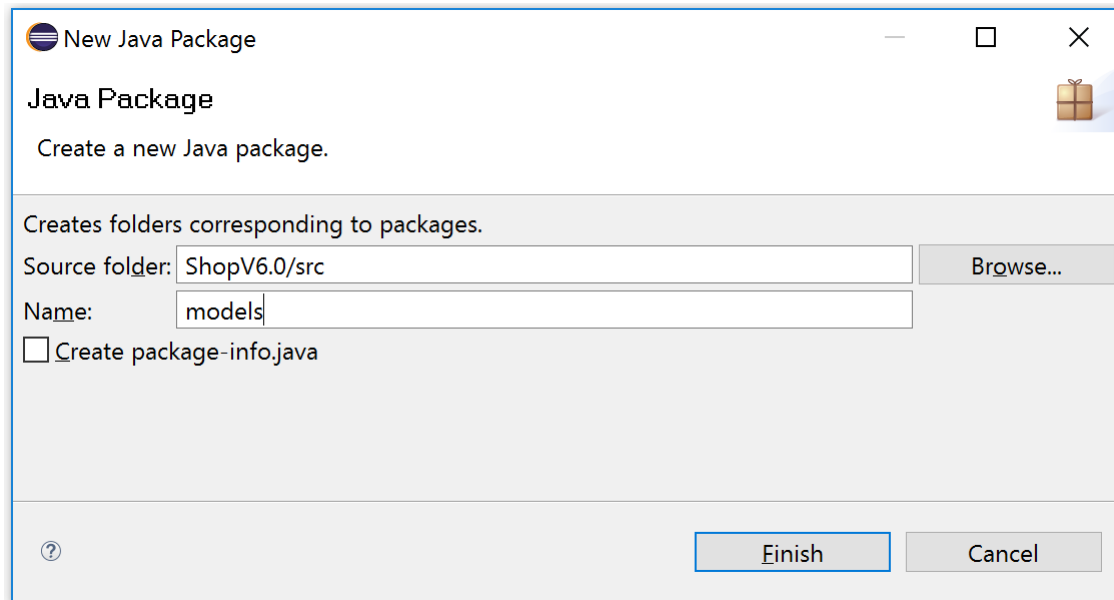 New Java Package
Java Package
Create a new Java package.
Creates folders corresponding to packages.
Source folder: ShopV6.0/src Browse...
Name: models
Create package-info.java
? Finish Cancel